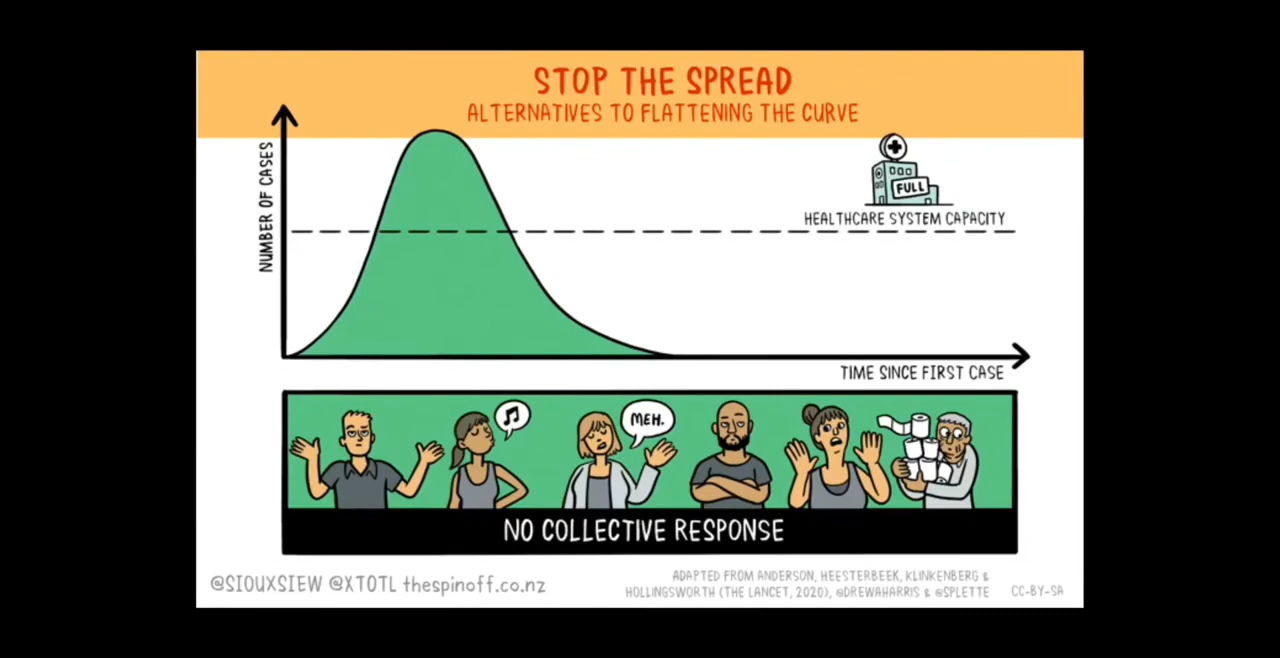 STOP THE SPREAD
ALTERNATIVES TO FLATTENING THE CURVE
NUMBER OF CASES
FULL
HEALTHCARE SYSTEM CAPACITY
TIME SINCE FIRST CASE
MEH.
NO COLLECTIVE RESPONSE
@SIOUXSIEW @XTOTL thespinoff.co.nz
ADAPTED FROM ANDERSON, HEESTERBEEK, KLINKENBERG &
HOLLINGSWORTH (THE LANCET, 2020), @DREWAHARRIS & @SPLETTE
CC-BY-SA